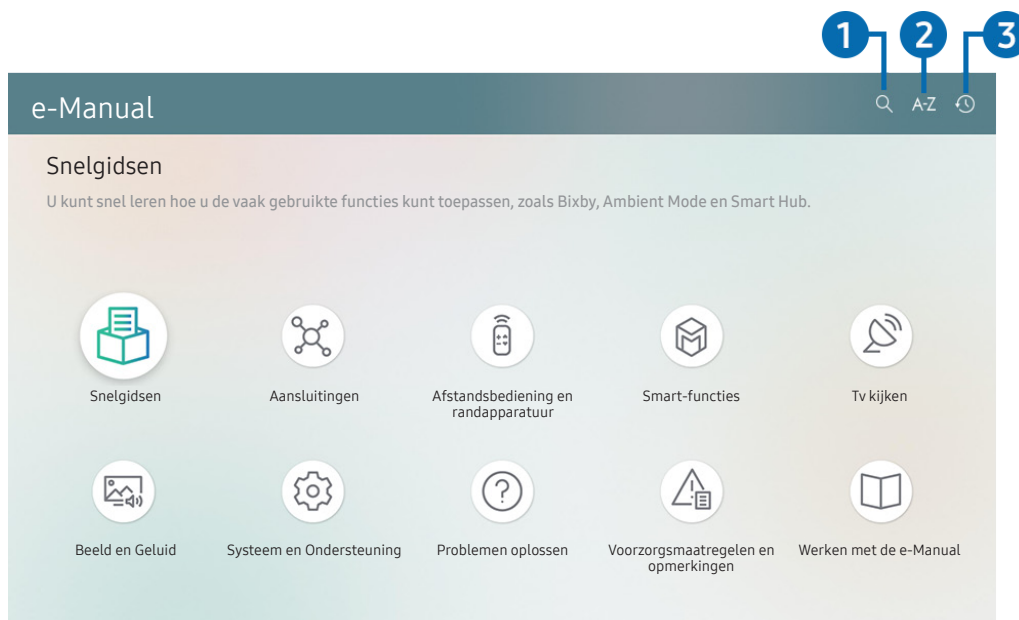 1 2 3
e-Manual
A-Z
Snelgidsen
U kunt snel leren hoe u de vaak gebruikte functies kunt toepassen, zoals Bixby, Ambient Mode en Smart Hub.
Snelgidsen
Aansluitingen
Afstandsbediening en
randapparatuur
Smart-functies
Tv kijken
Beeld en Geluid
Systeem en Ondersteuning
Problemen oplossen
Voorzorgsmaatregelen en
opmerkingen
Werken met de e-Manual